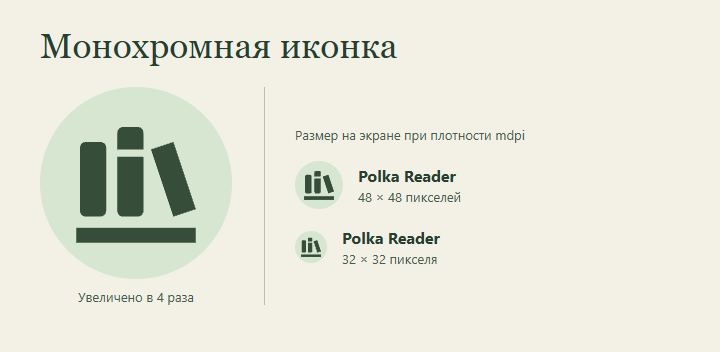 Монохромная иконка
Увеличено в 4 раза
Размер на экране при плотности mdpi
Polka Reader
48 × 48 пикселей
Polka Reader
32 × 32 пикселя